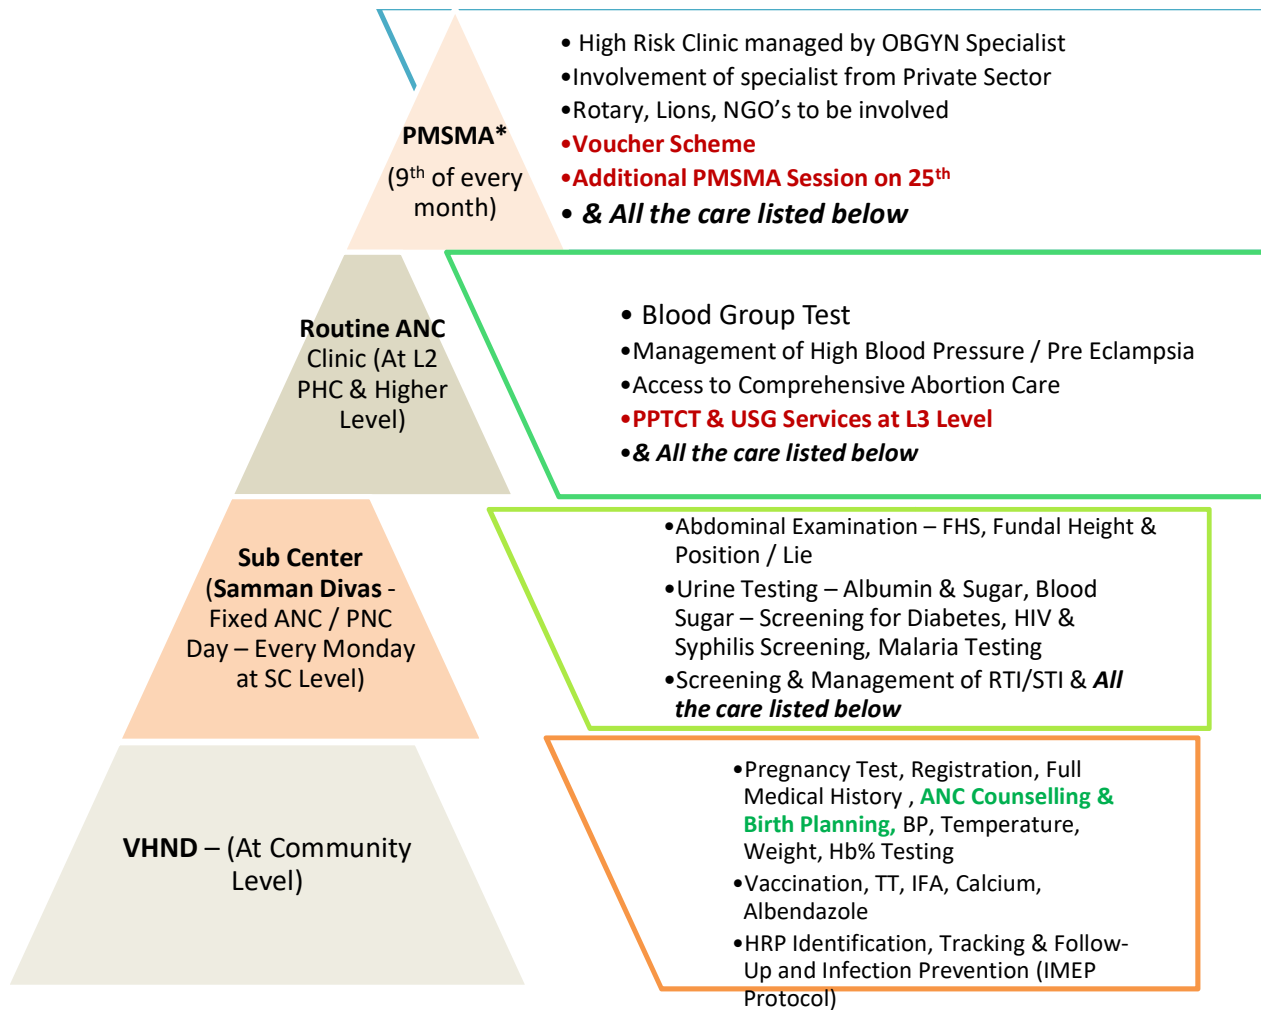 PMSMA*
(9th of every
month)
• High Risk Clinic managed by OBGYN Specialist
•Involvement of specialist from Private Sector
•Rotary, Lions, NGO's to be involved
•Voucher Scheme
•Additional PMSMA Session on 25th
• & All the care listed below
Routine ANC
Clinic (At L2
PHC & Higher
Level)
• Blood Group Test
•Management of High Blood Pressure / Pre Eclampsia
•Access to Comprehensive Abortion Care
•PPTCT & USG Services at L3 Level
•& All the care listed below
Sub Center
(Samman Divas -
Fixed ANC / PNC
Day – Every Monday
at SC Level)
•Abdominal Examination – FHS, Fundal Height &
Position / Lie
•Urine Testing – Albumin & Sugar, Blood
Sugar – Screening for Diabetes, HIV &
Syphilis Screening, Malaria Testing
•Screening & Management of RTI/STI & All
the care listed below
VHND – (At Community
Level)
•Pregnancy Test, Registration, Full
Medical History , ANC Counselling &
Birth Planning, BP, Temperature,
Weight, Hb% Testing
•Vaccination, TT, IFA, Calcium,
Albendazole
•HRP Identification, Tracking & Follow-
Up and Infection Prevention (IMEP
Protocol)